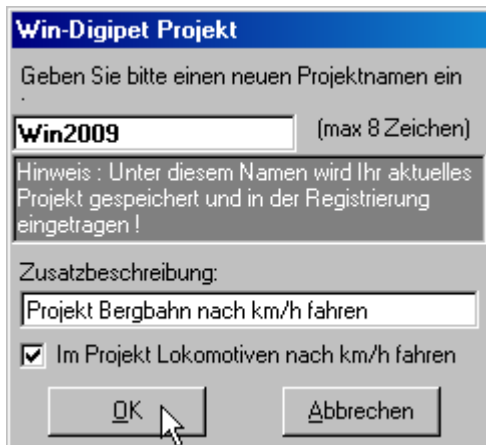 Win-Digipet Projekt
Geben Sie bitte einen neuen Projektnamen ein
:
Win2009 (max 8 Zeichen)
Hinweis : Unter diesem Namen wird Ihr aktuelles
Projekt gespeichert und in der Registrierung
eingetragen !
Zusatzbeschreibung:
Projekt Bergbahn nach km/h fahren
Im Projekt Lokomotiven nach km/h fahren
OK Abbrechen